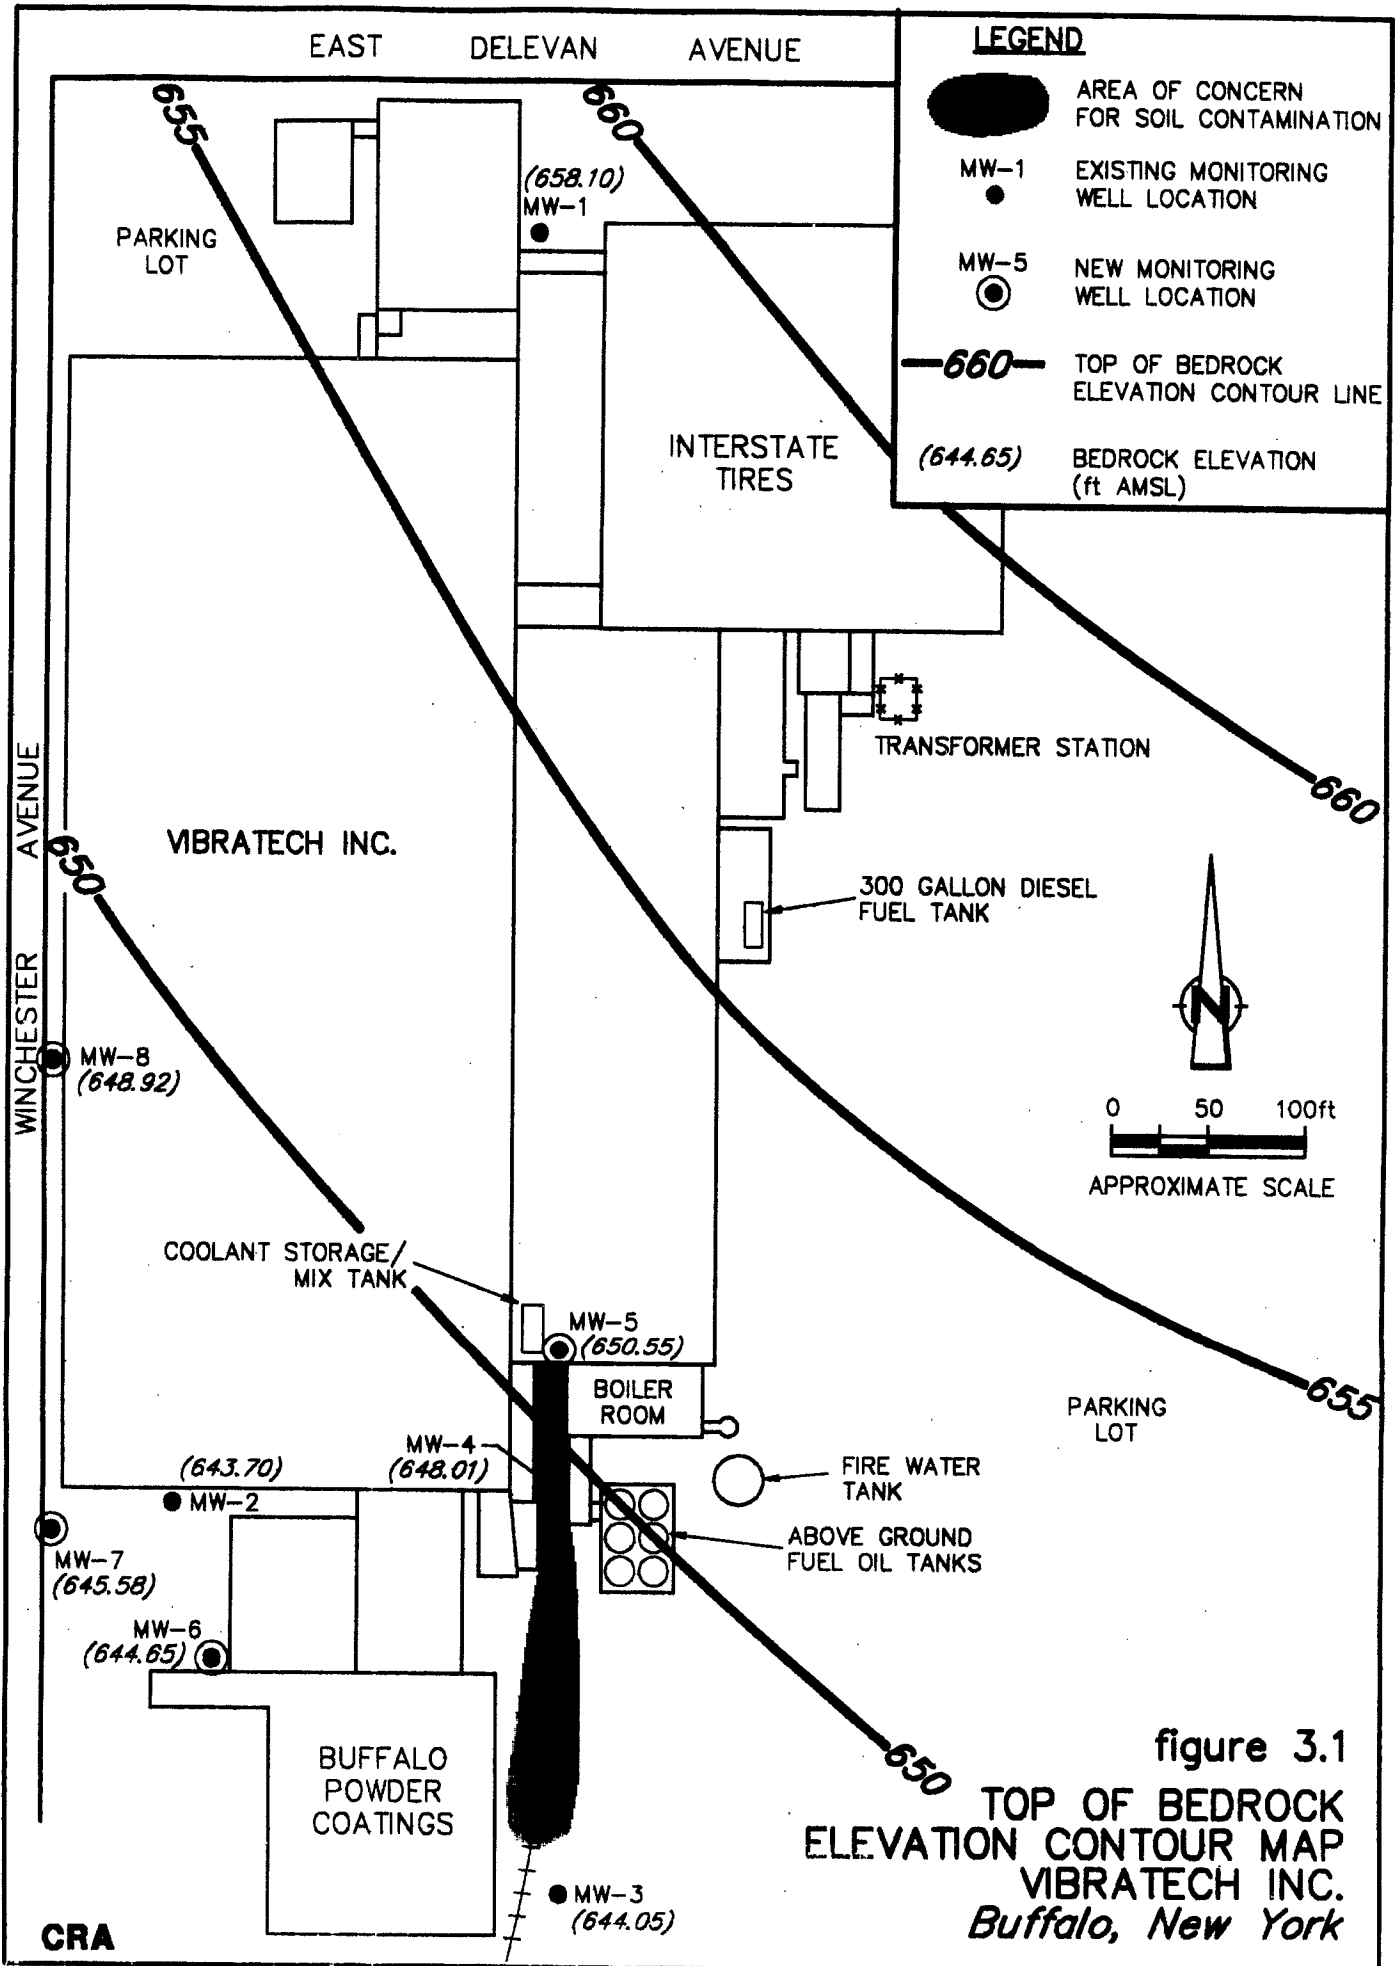 EAST DELEVAN AVENUE
LEGEND
AREA OF CONCERN
FOR SOIL CONTAMINATION
MW-1
EXISTING MONITORING
WELL LOCATION
MW-5
NEW MONITORING
WELL LOCATION
660
TOP OF BEDROCK
ELEVATION CONTOUR LINE
(644.65)
BEDROCK ELEVATION
(ft AMSL)
655
660
(658.10)
MW-1
PARKING
LOT
INTERSTATE
TIRES
TRANSFORMER STATION
660
WINCHESTER AVENUE
VIBRATECH INC.
650
300 GALLON DIESEL
FUEL TANK
N
MW-8
(648.92)
0 50 100ft
APPROXIMATE SCALE
COOLANT STORAGE/
MIX TANK
MW-5
(650.55)
BOILER
ROOM
655
PARKING
LOT
MW-4
(648.01)
(643.70)
MW-2
FIRE WATER
TANK
ABOVE GROUND
FUEL OIL TANKS
MW-7
(645.58)
MW-6
(644.65)
650
BUFFALO
POWDER
COATINGS
MW-3
(644.05)
figure 3.1
TOP OF BEDROCK
ELEVATION CONTOUR MAP
VIBRATECH INC.
Buffalo, New York
CRA